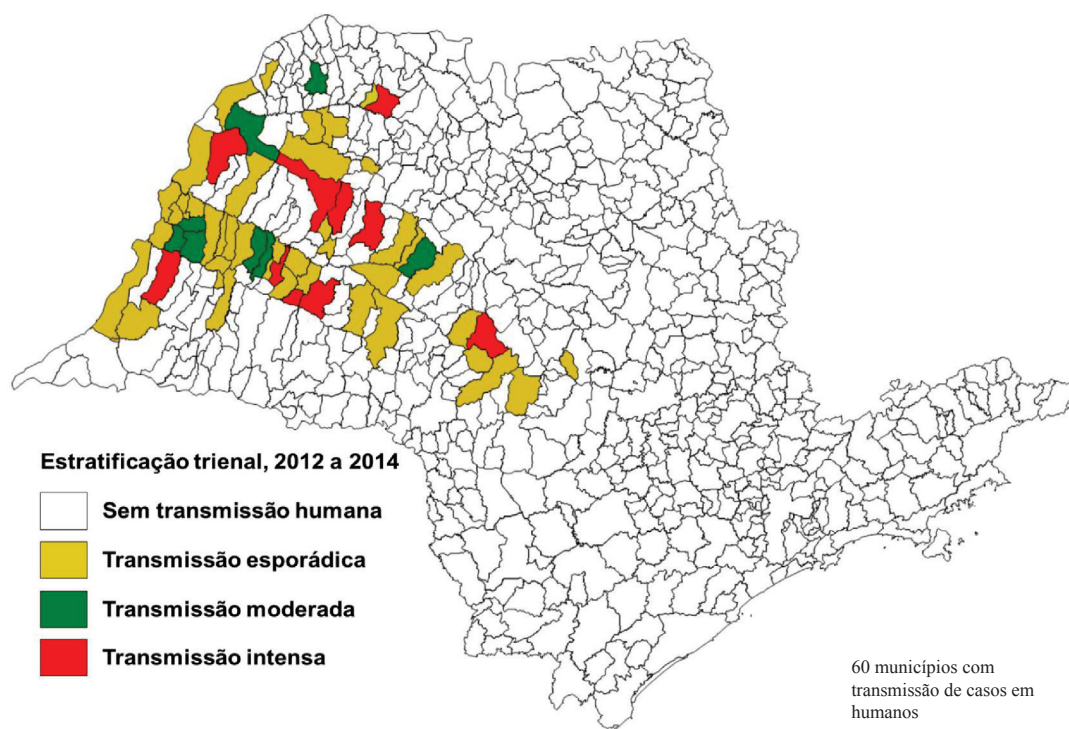 Estratificação trienal, 2012 a 2014
Sem transmissão humana
Transmissão esporádica
Transmissão moderada
Transmissão intensa
60 municípios com
transmissão de casos em
humanos